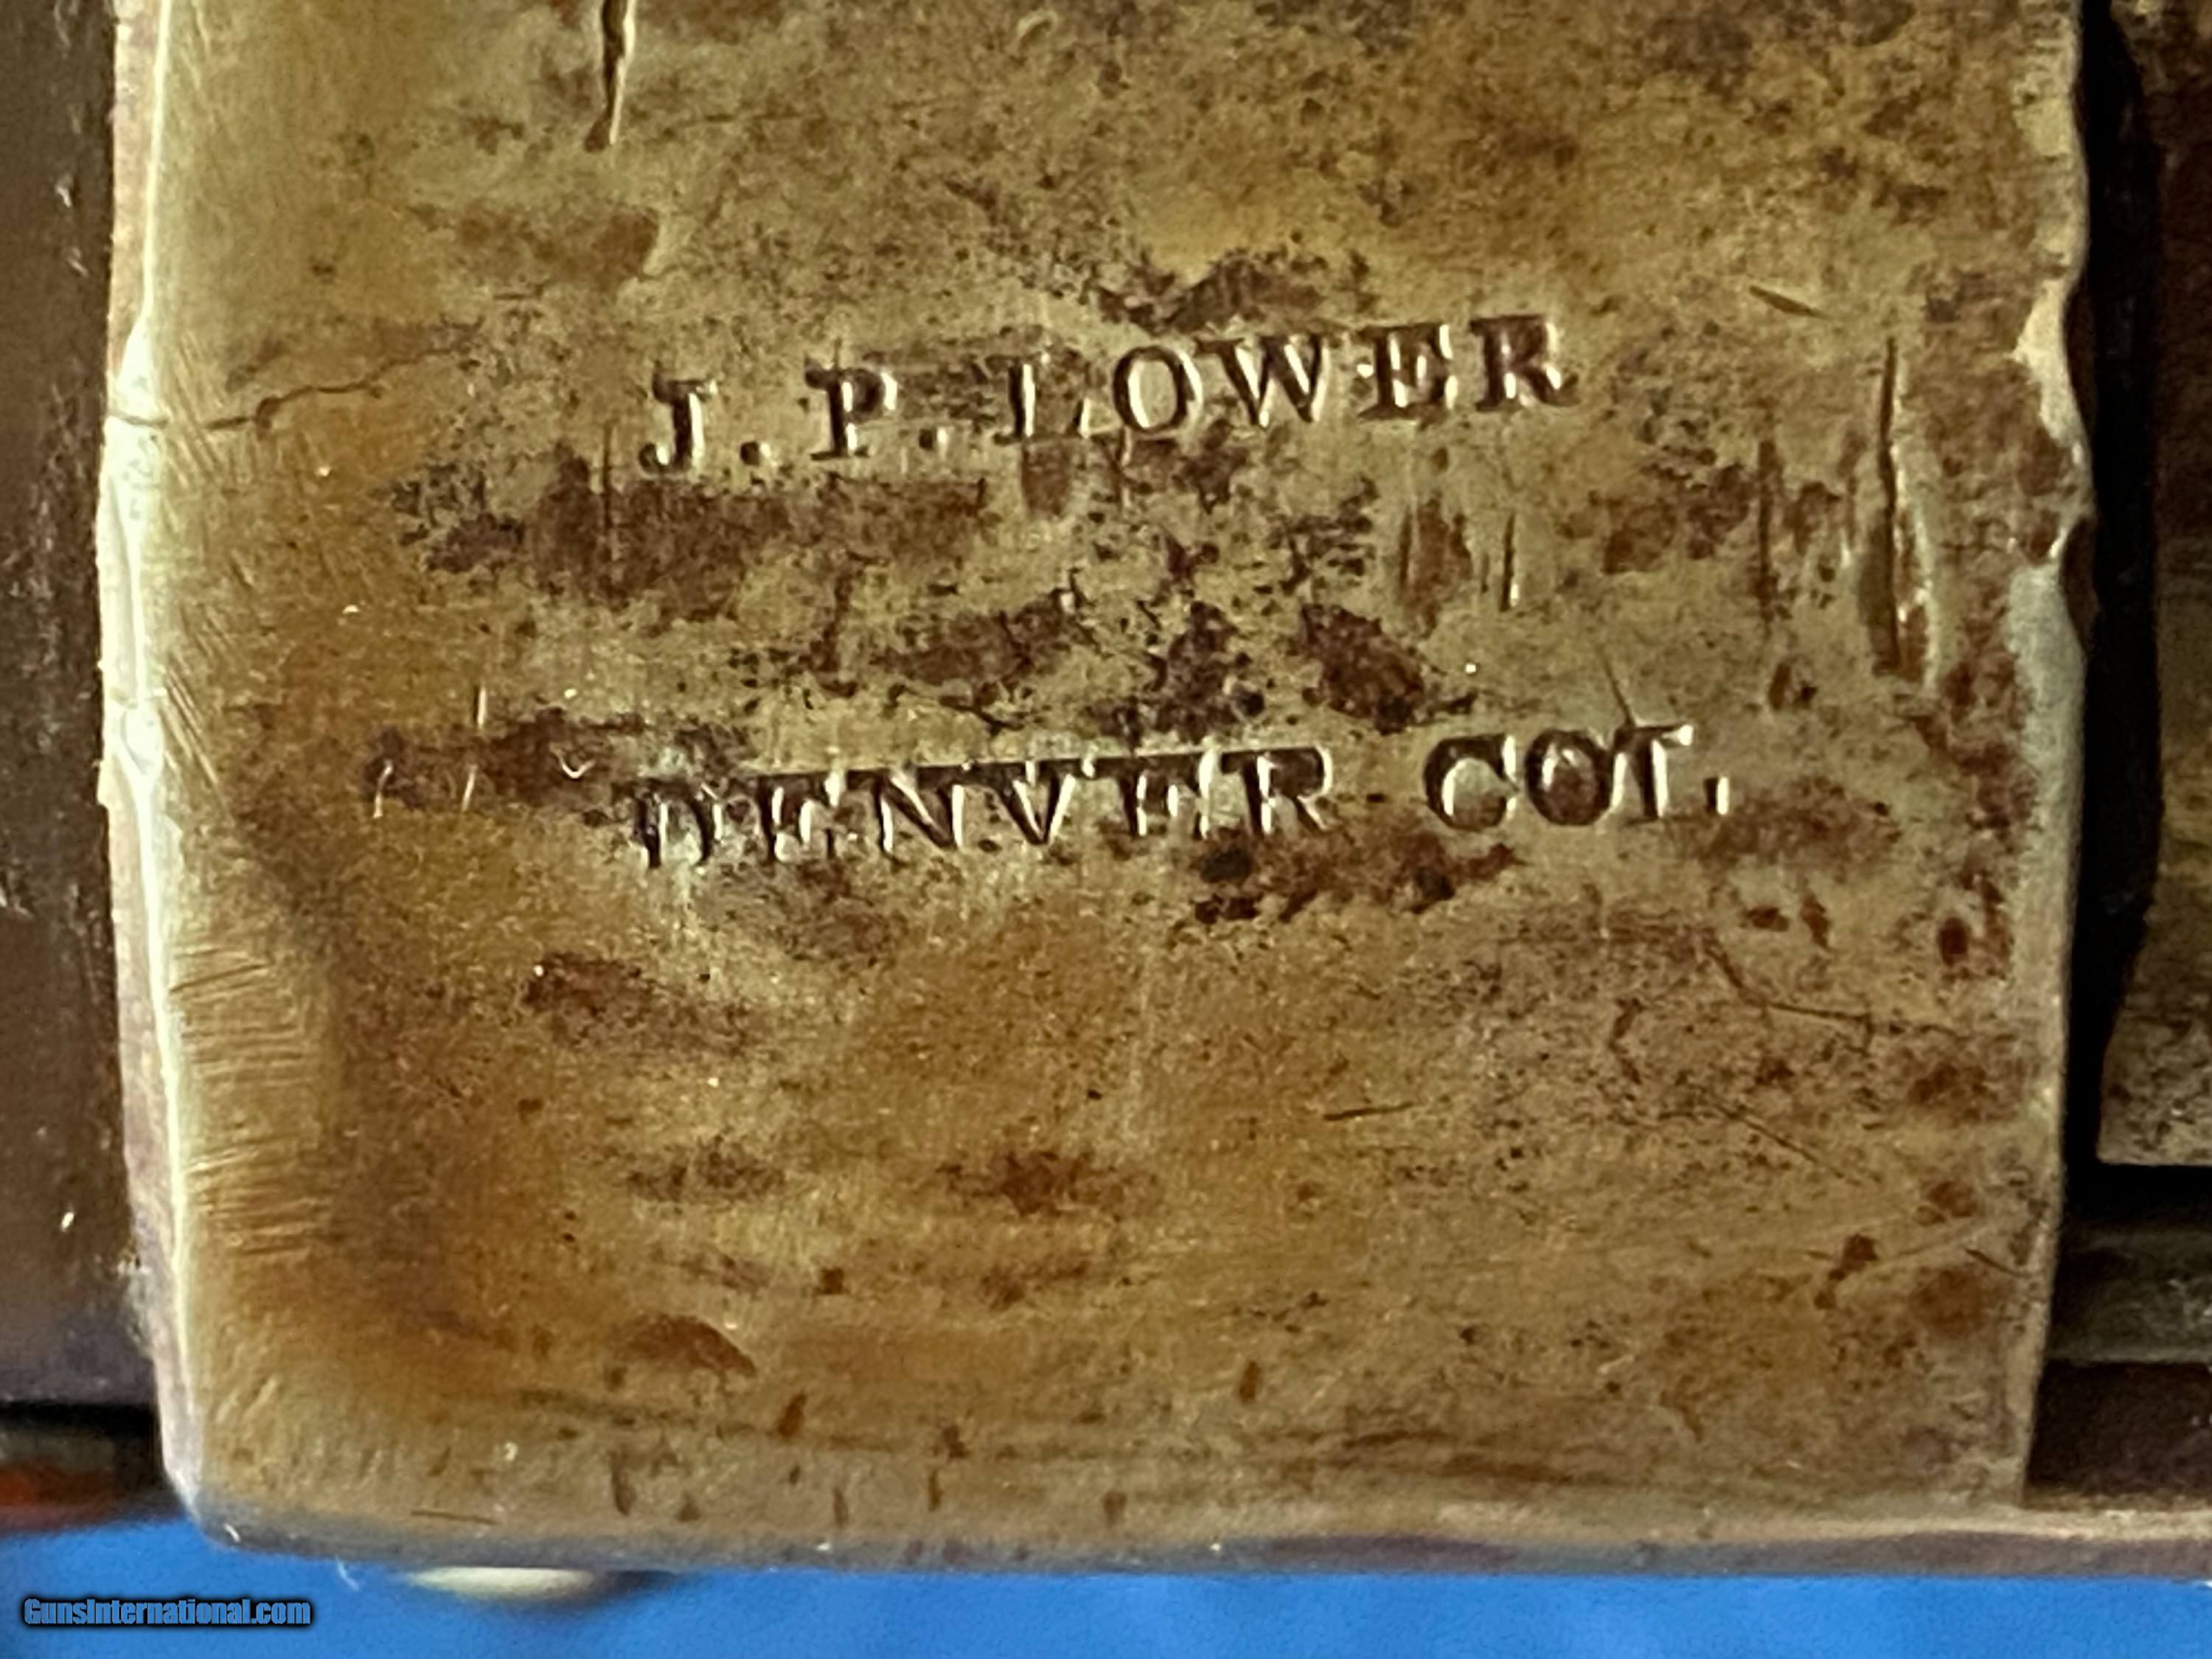 J. P. LOWER
DENVER COL.
GunsInternational.com